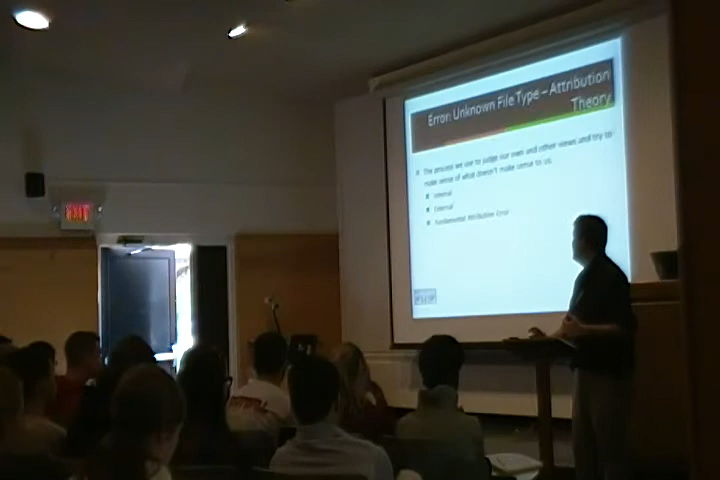 Error: Unknown File Type – Attribution
Theory
The process we use to judge our own and other views and try to
make sense of what doesn't make sense to us.
Internal
External
Fundamental Attribution Error
EXIT